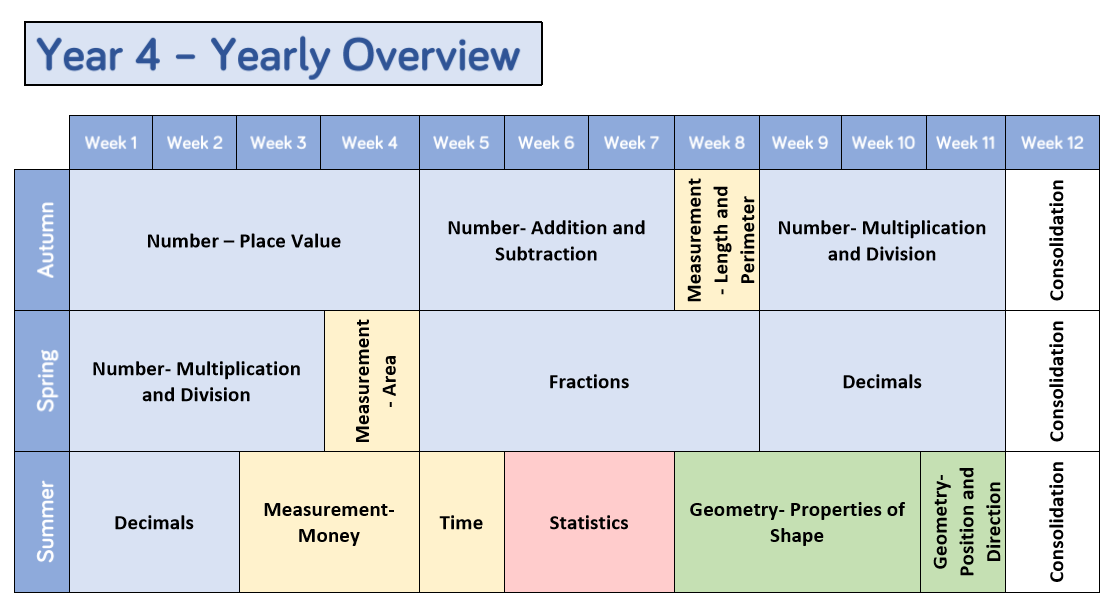 Year 4 – Yearly Overview
Week 1
Week 2
Week 3
Week 4
Week 5
Week 6
Week 7
Week 8
Week 9
Week 10
Week 11
Week 12
Autumn
Number – Place Value
Number- Addition and
Subtraction
Measurement
- Length and
Perimeter
Number- Multiplication
and Division
Consolidation
Spring
Number- Multiplication
and Division
Measurement
- Area
Fractions
Decimals
Consolidation
Summer
Decimals
Measurement-
Money
Time
Statistics
Geometry- Properties of
Shape
Geometry-
Position and
Direction
Consolidation